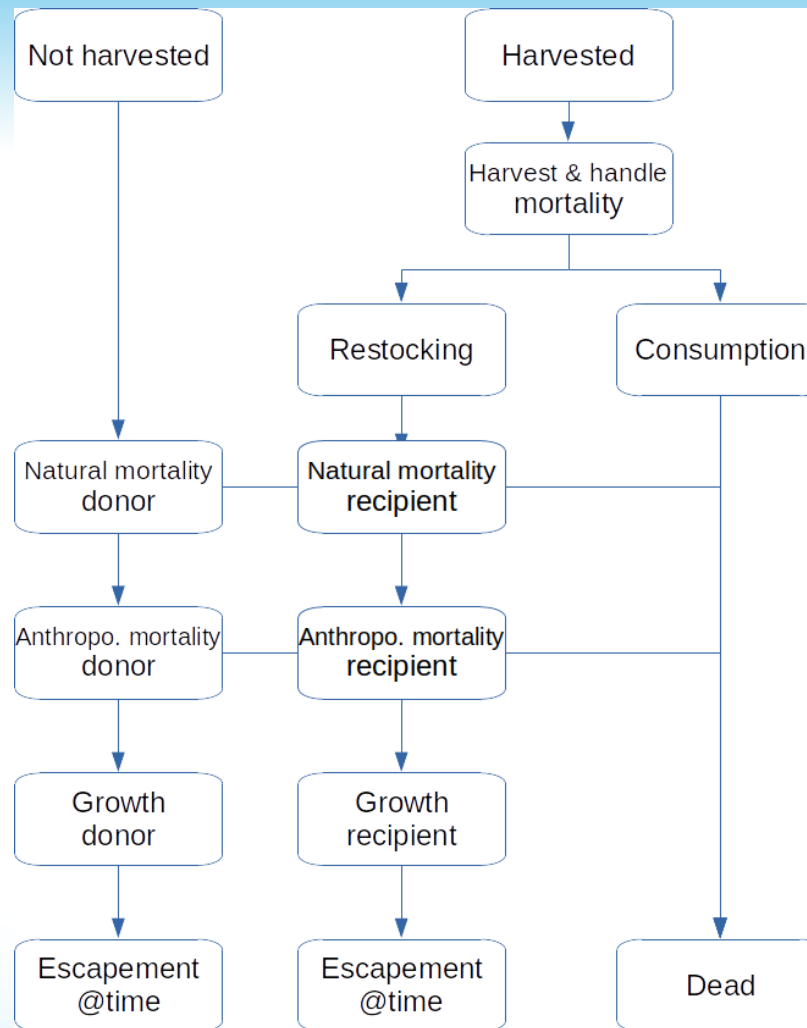 Not harvested
Harvested
Harvest & handle
mortality
Restocking
Consumption
Natural mortality
donor
Natural mortality
recipient
Anthropo. mortality
donor
Anthropo. mortality
recipient
Growth
donor
Growth
recipient
Escapement
@time
Escapement
@time
Dead